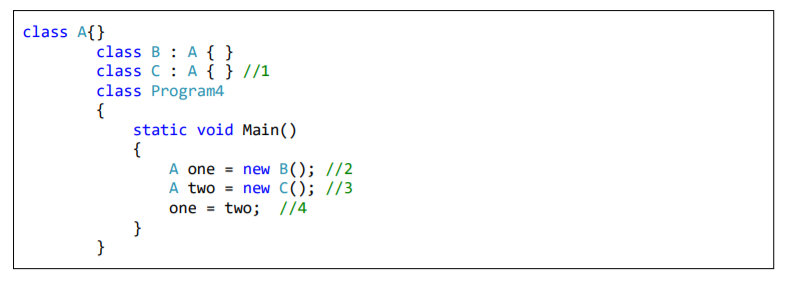 class A{}
class B : A { }
class C : A { } //1
class Program4
{
static void Main()
{
A one = new B(); //2
A two = new C(); //3
one = two;  //4
}
}